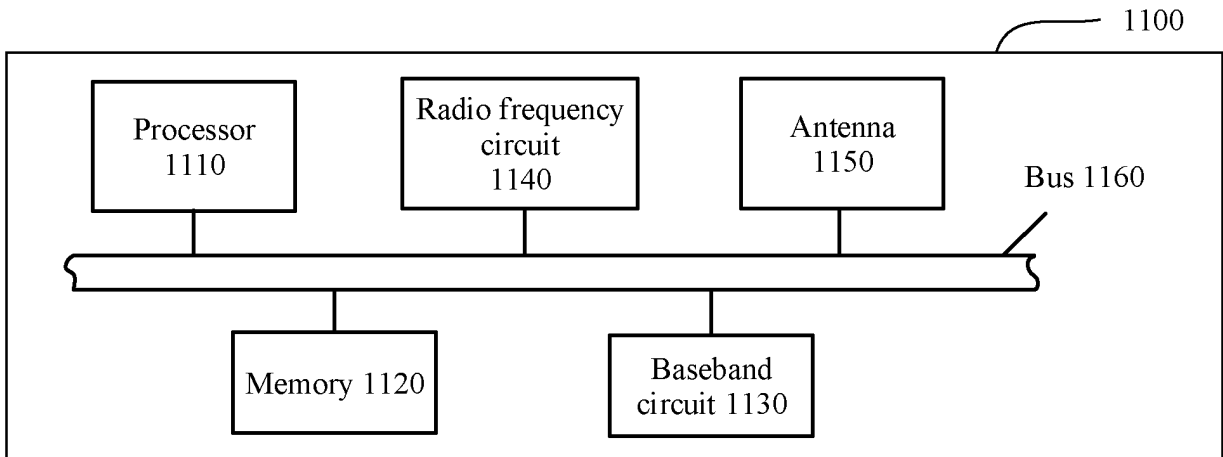 1100
Processor
1110
Radio frequency
circuit
1140
Antenna
1150
Bus 1160
Memory 1120
Baseband
circuit 1130